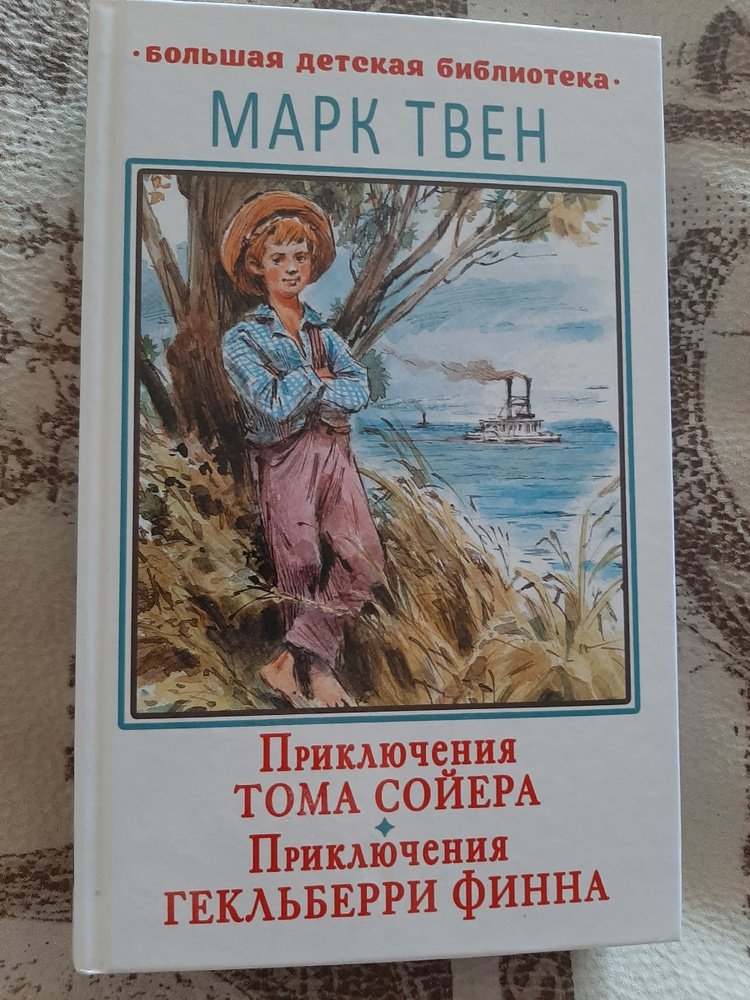 ·БОЛЬШАЯ ДЕТСКАЯ БИБЛИОТЕКА·
МАРК ТВЕН
Приключения
ТОМА СОЙЕРА
Приключения
ГЕКЛЬБЕРРИ ФИННА